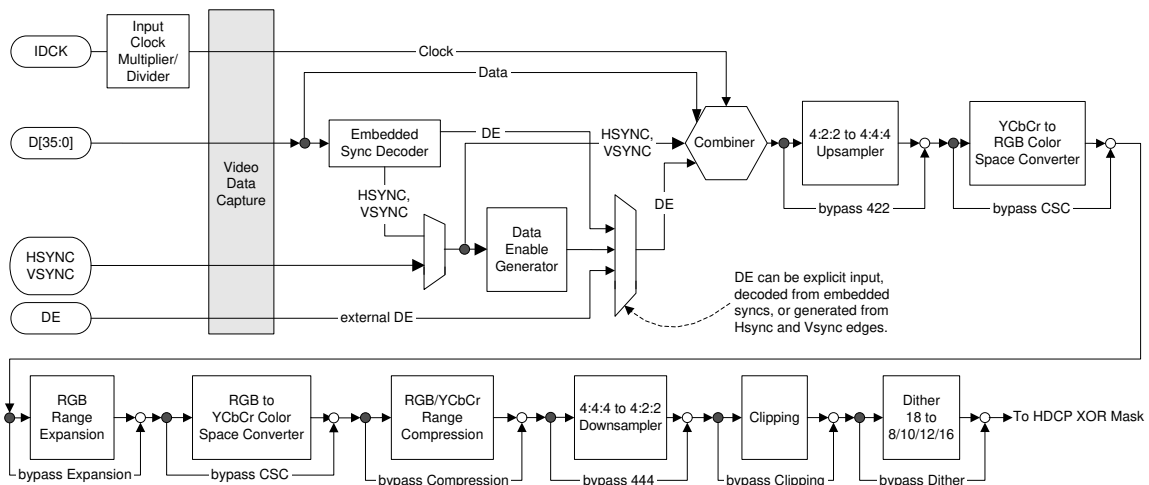 IDCK
Input
Clock
Multiplier/
Divider
Clock
Data
D[35:0]
Embedded
Sync Decoder
DE
HSYNC,
VSYNC
Combiner
4:2:2 to 4:4:4
Upsampler
YCbCr to
RGB Color
Space Converter
Video
Data
Capture
HSYNC,
VSYNC
DE
bypass 422
bypass CSC
HSYNC
VSYNC
Data
Enable
Generator
DE
external DE
DE can be explicit input,
decoded from embedded
syncs, or generated from
Hsync and Vsync edges.
RGB
Range
Expansion
RGB to
YCbCr Color
Space Converter
RGB/YCbCr
Range
Compression
4:4:4 to 4:2:2
Downsampler
Clipping
Dither
18 to
8/10/12/16
To HDCP XOR Mask
bypass Expansion
bypass CSC
bypass Compression
bypass 444
bypass Clipping
bypass Dither